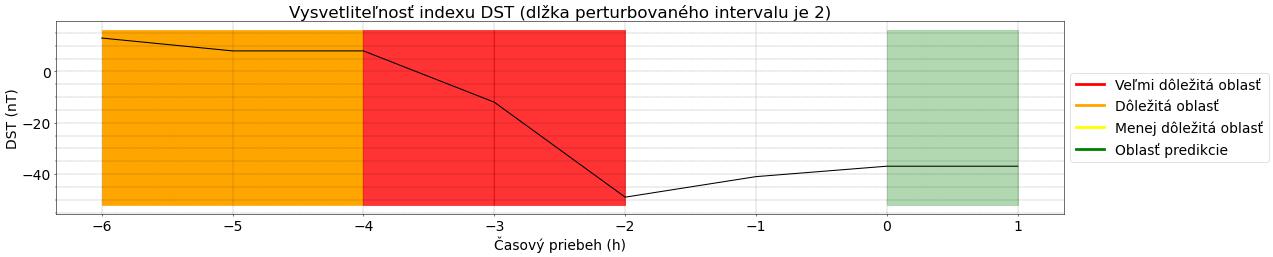 Vysvetliteľnosť indexu DST (dĺžka perturbovaného intervalu je 2)
DST (nT)
0
−20
−40
−6 −5 −4 −3 −2 −1 0 1
Časový priebeh (h)
Veľmi dôležitá oblasť
Dôležitá oblasť
Menej dôležitá oblasť
Oblasť predikcie